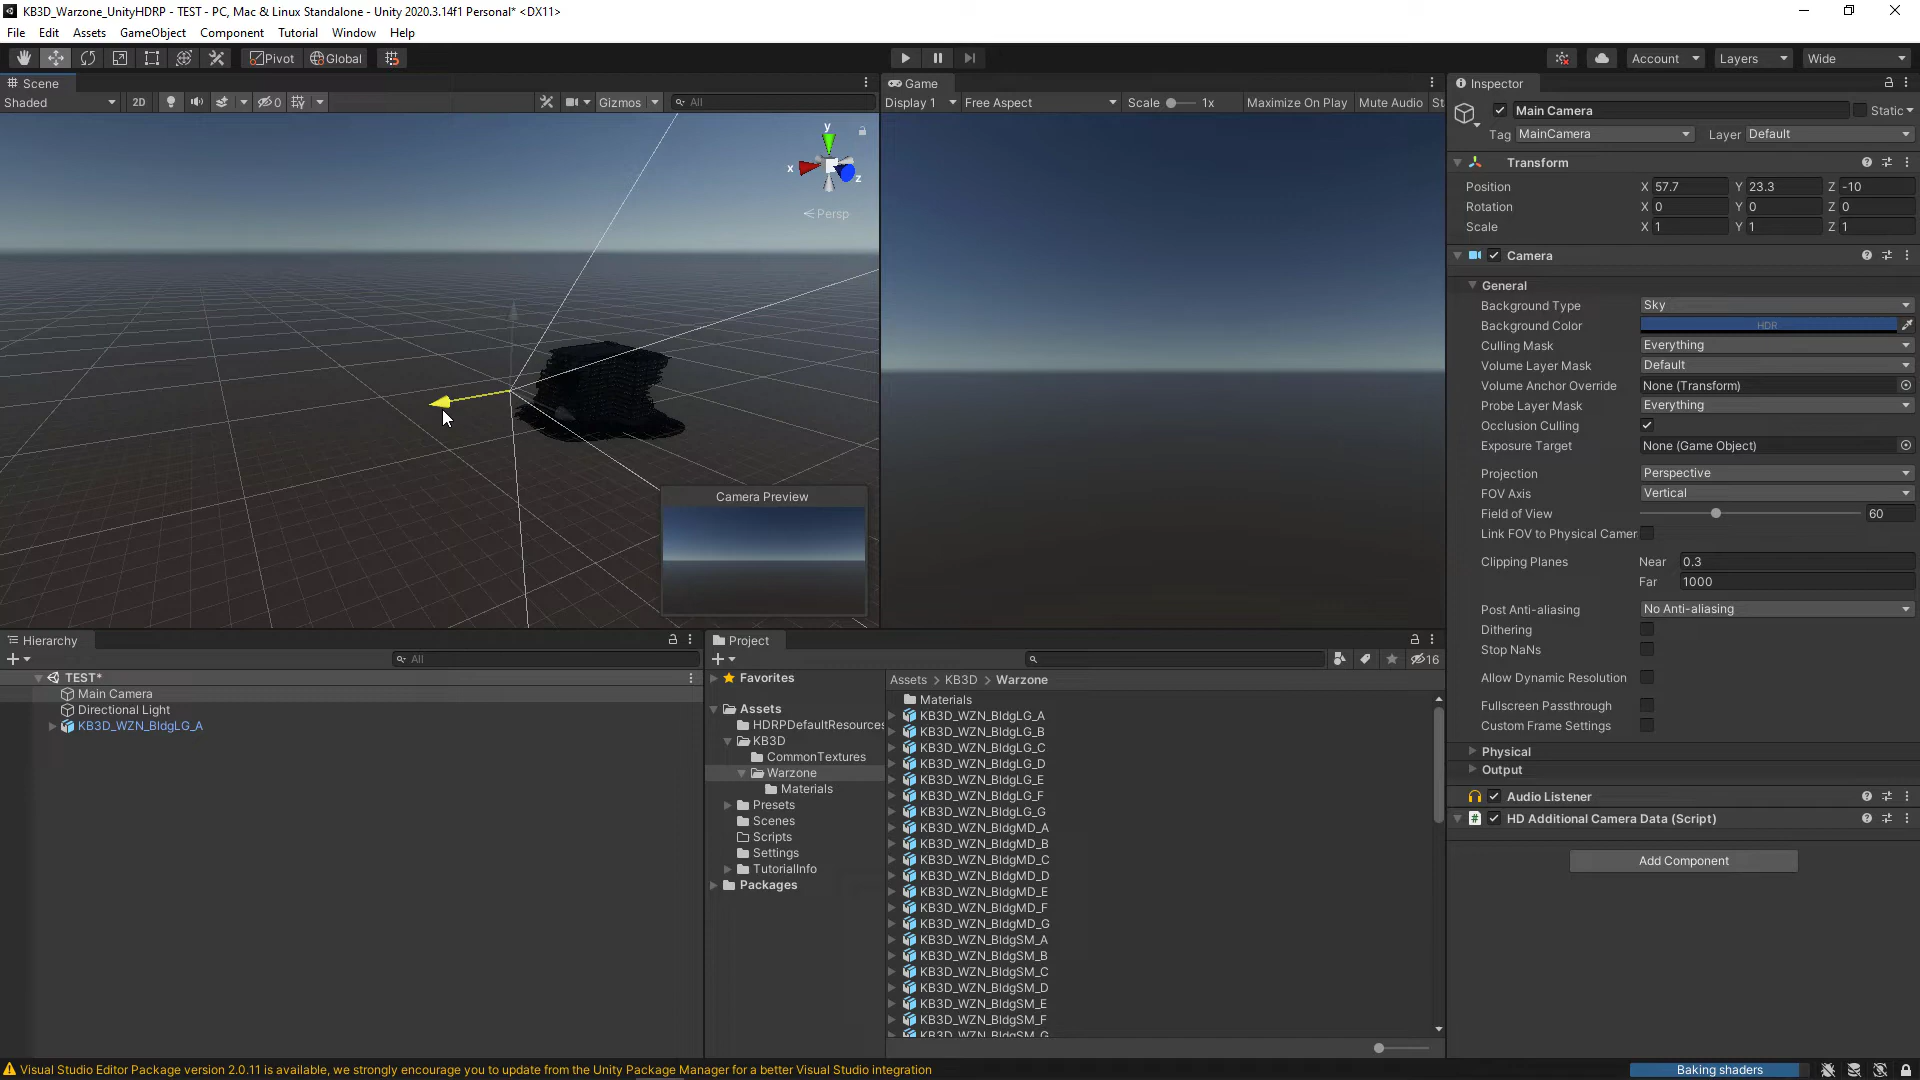 KB3D_Warzone_UnityHDRP - TEST - PC, Mac & Linux Standalone - Unity 2020.3.14f1 Personal* <DX11>
File Edit Assets GameObject Component Tutorial Window Help
Pivot Global Account Layers Wide
Scene
Shaded 2D 0 Gizmos All
y
x
z
Persp
Camera Preview
Game
Display 1 Free Aspect Scale 1x Maximize On Play Mute Audio St
Inspector
Main Camera Static
Tag MainCamera Layer Default
Transform
Position X 57.7 Y 23.3 Z -10
Rotation X 0 Y 0 Z 0
Scale X 1 Y 1 Z 1
Camera
General
Background Type Sky
Background Color HDR
Culling Mask Everything
Volume Layer Mask Default
Volume Anchor Override None (Transform)
Probe Layer Mask Everything
Occlusion Culling
Exposure Target None (Game Object)
Projection Perspective
FOV Axis Vertical
Field of View 60
Link FOV to Physical Camer
Clipping Planes Near 0.3
Far 1000
Post Anti-aliasing No Anti-aliasing
Dithering
Stop NaNs
Allow Dynamic Resolution
Fullscreen Passthrough
Custom Frame Settings
Physical
Output
Audio Listener
# HD Additional Camera Data (Script)
Add Component
Hierarchy
All
TEST*
Main Camera
Directional Light
KB3D_WZN_BldgLG_A
Project
16
Favorites
Assets
HDRPDefaultResources
KB3D
CommonTextures
Warzone
Materials
Presets
Scenes
Scripts
Settings
TutorialInfo
Packages
Assets > KB3D > Warzone
Materials
KB3D_WZN_BldgLG_A
KB3D_WZN_BldgLG_B
KB3D_WZN_BldgLG_C
KB3D_WZN_BldgLG_D
KB3D_WZN_BldgLG_E
KB3D_WZN_BldgLG_F
KB3D_WZN_BldgLG_G
KB3D_WZN_BldgMD_A
KB3D_WZN_BldgMD_B
KB3D_WZN_BldgMD_C
KB3D_WZN_BldgMD_D
KB3D_WZN_BldgMD_E
KB3D_WZN_BldgMD_F
KB3D_WZN_BldgMD_G
KB3D_WZN_BldgSM_A
KB3D_WZN_BldgSM_B
KB3D_WZN_BldgSM_C
KB3D_WZN_BldgSM_D
KB3D_WZN_BldgSM_E
KB3D_WZN_BldgSM_F
KB3D_WZN_BldgSM_G
Visual Studio Editor Package version 2.0.11 is available, we strongly encourage you to update from the Unity Package Manager for a better Visual Studio integration
Baking shaders